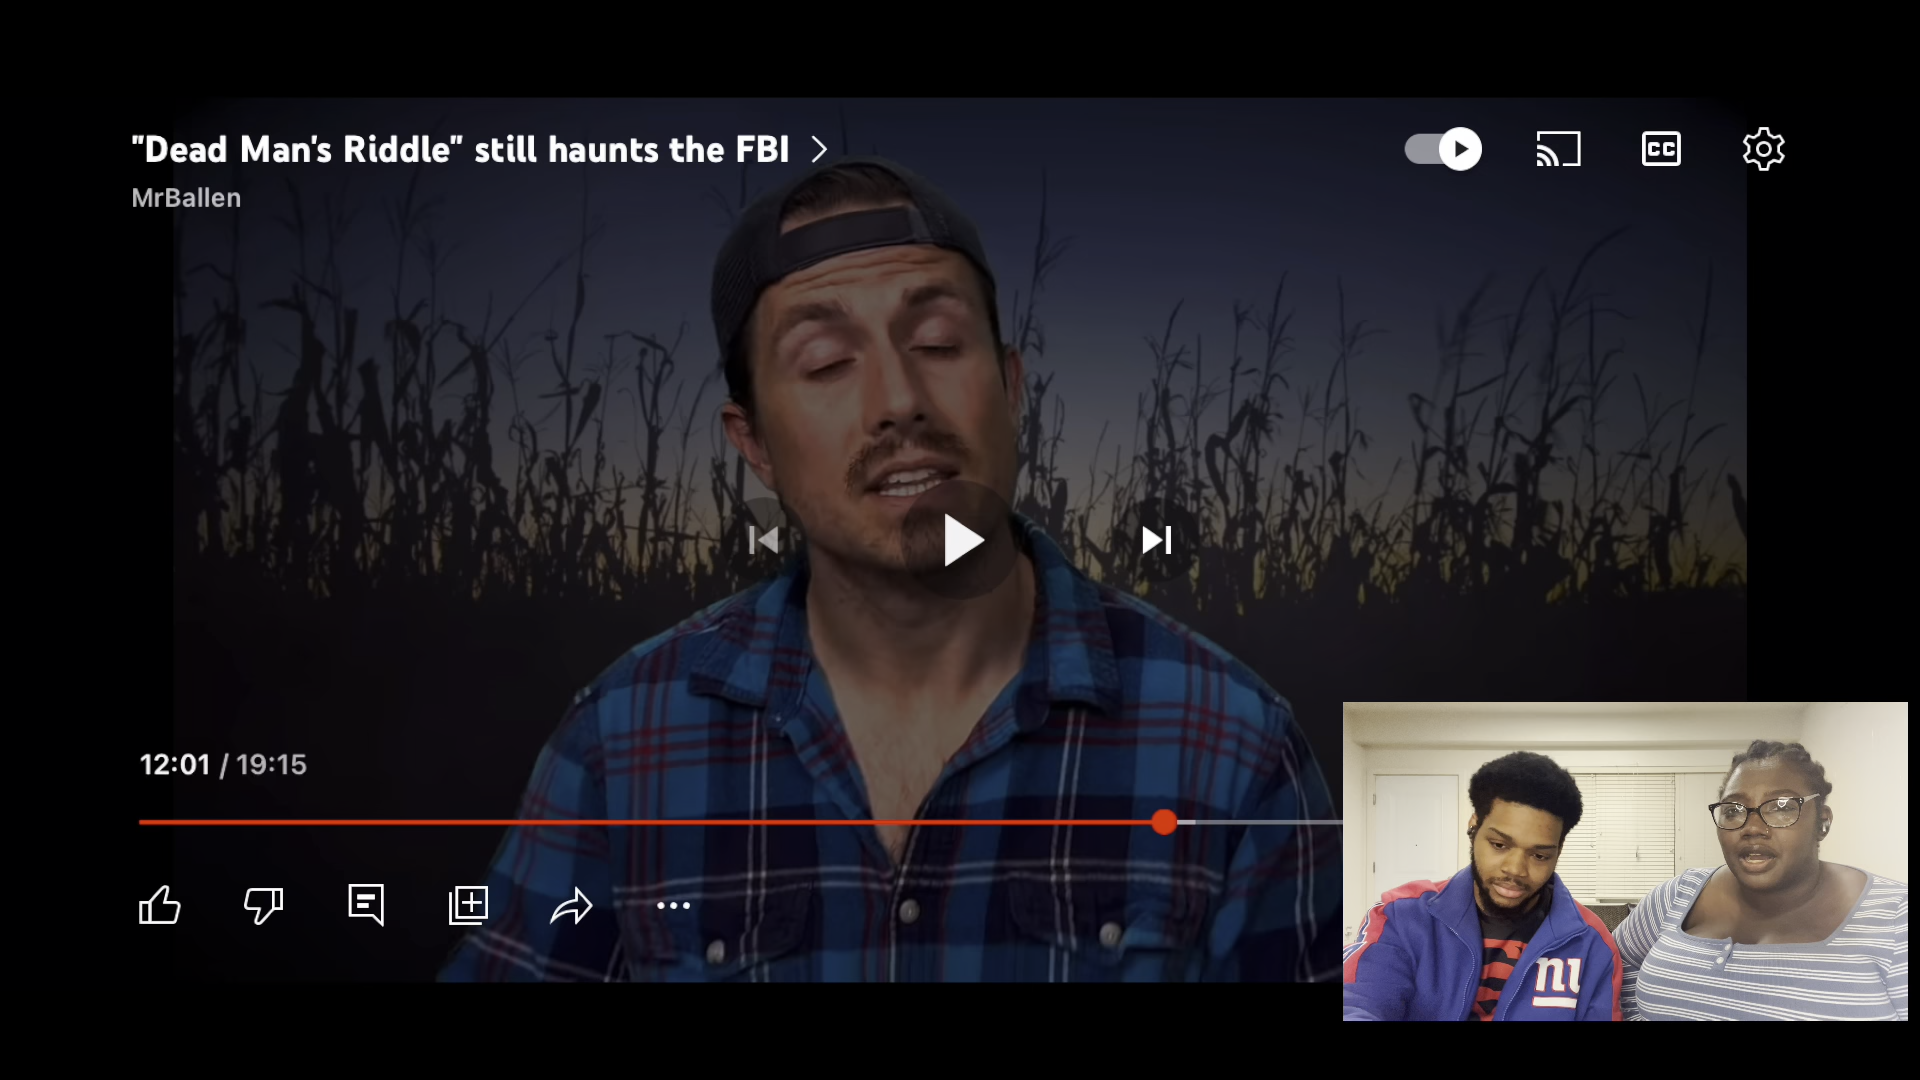 "Dead Man's Riddle" still haunts the FBI
MrBallen
CC
12:01 / 19:15
ny